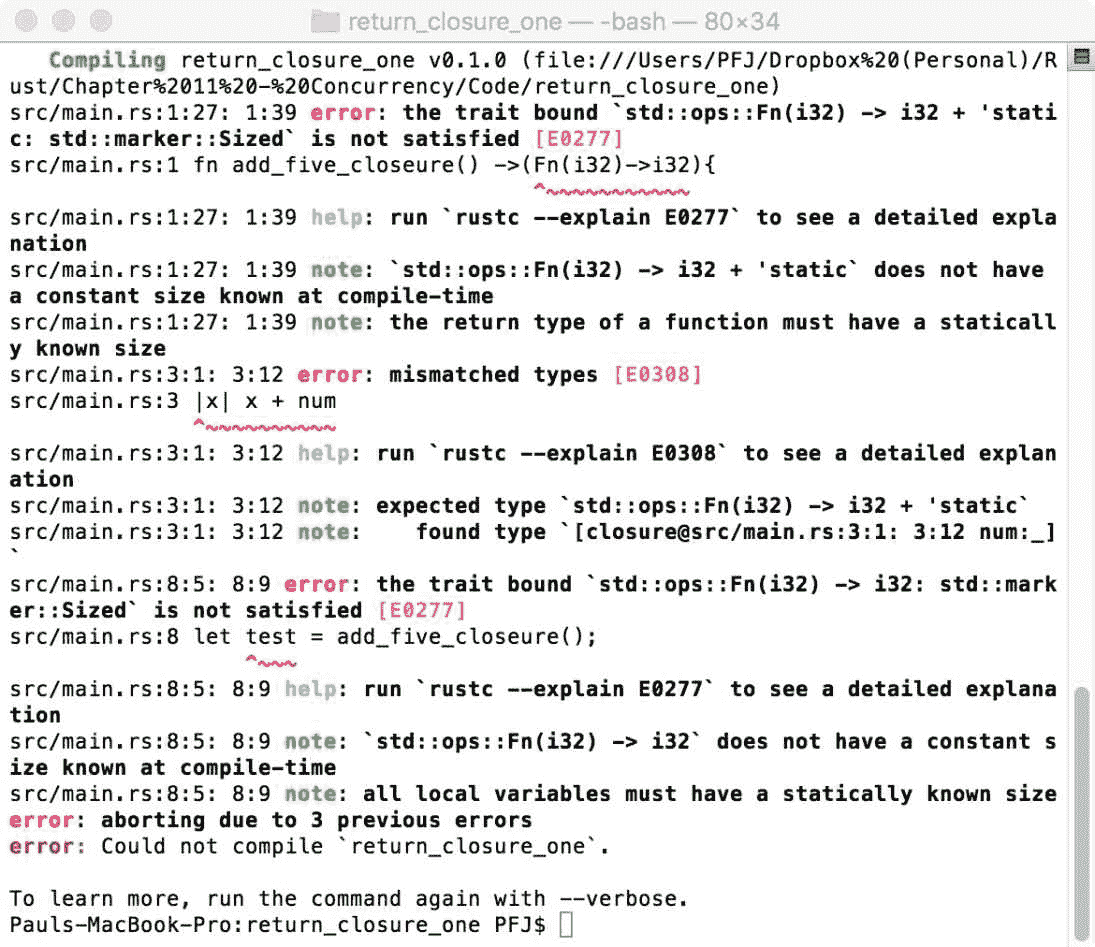 return_closure_one — -bash — 80×34
   Compiling return_closure_one v0.1.0 (file:///Users/PFJ/Dropbox%20(Personal)/R
ust/Chapter%2011%20-%20Concurrency/Code/return_closure_one)
src/main.rs:1:27: 1:39 error: the trait bound `std::ops::Fn(i32) -> i32 + 'stati
c: std::marker::Sized` is not satisfied [E0277]
src/main.rs:1 fn add_five_closeure() ->(Fn(i32)->i32){
                                        ^~~~~~~~~~~~
src/main.rs:1:27: 1:39 help: run `rustc --explain E0277` to see a detailed expla
nation
src/main.rs:1:27: 1:39 note: `std::ops::Fn(i32) -> i32 + 'static` does not have 
a constant size known at compile-time
src/main.rs:1:27: 1:39 note: the return type of a function must have a staticall
y known size
src/main.rs:3:1: 3:12 error: mismatched types [E0308]
src/main.rs:3 |x| x + num
              ^~~~~~~~~~~
src/main.rs:3:1: 3:12 help: run `rustc --explain E0308` to see a detailed explan
ation
src/main.rs:3:1: 3:12 note: expected type `std::ops::Fn(i32) -> i32 + 'static`
src/main.rs:3:1: 3:12 note:    found type `[closure@src/main.rs:3:1: 3:12 num:_]
`
src/main.rs:8:5: 8:9 error: the trait bound `std::ops::Fn(i32) -> i32: std::mark
er::Sized` is not satisfied [E0277]
src/main.rs:8 let test = add_five_closeure();
                  ^~~~
src/main.rs:8:5: 8:9 help: run `rustc --explain E0277` to see a detailed explana
tion
src/main.rs:8:5: 8:9 note: `std::ops::Fn(i32) -> i32` does not have a constant s
ize known at compile-time
src/main.rs:8:5: 8:9 note: all local variables must have a statically known size
error: aborting due to 3 previous errors
error: Could not compile `return_closure_one`.

To learn more, run the command again with --verbose.
Pauls-MacBook-Pro:return_closure_one PFJ$